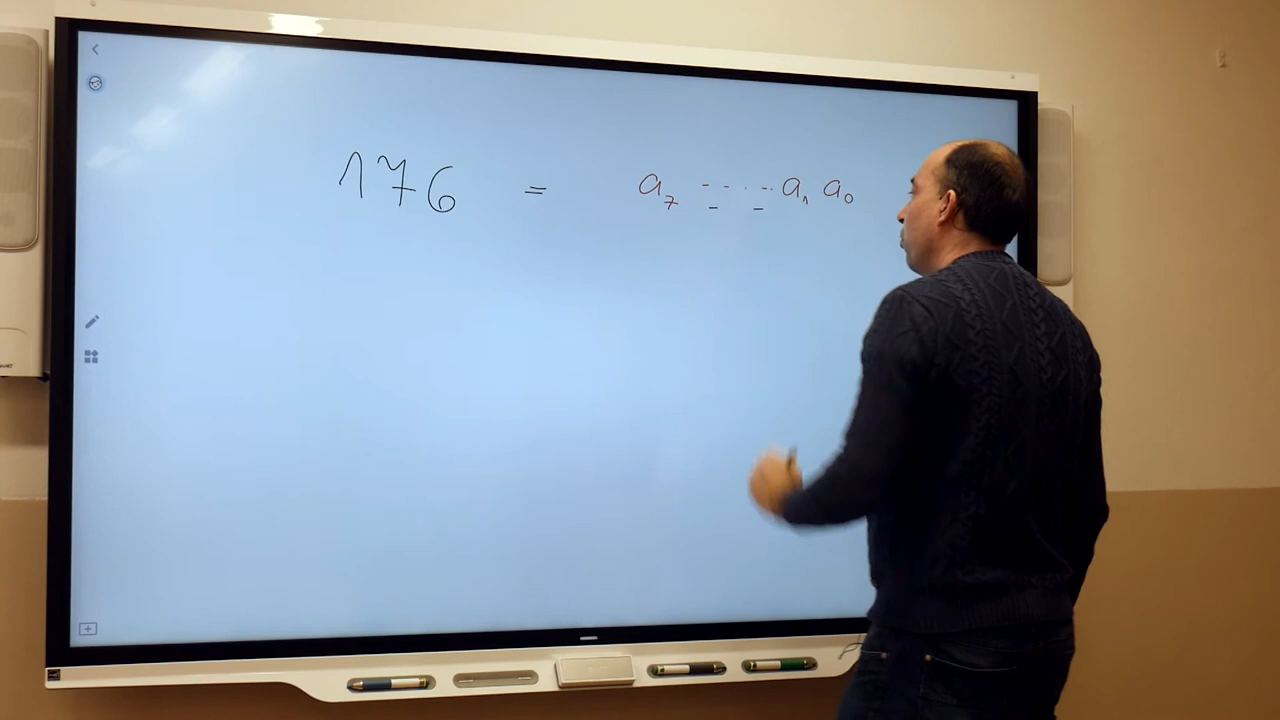 176 = a₇ ---- a₁ a₀